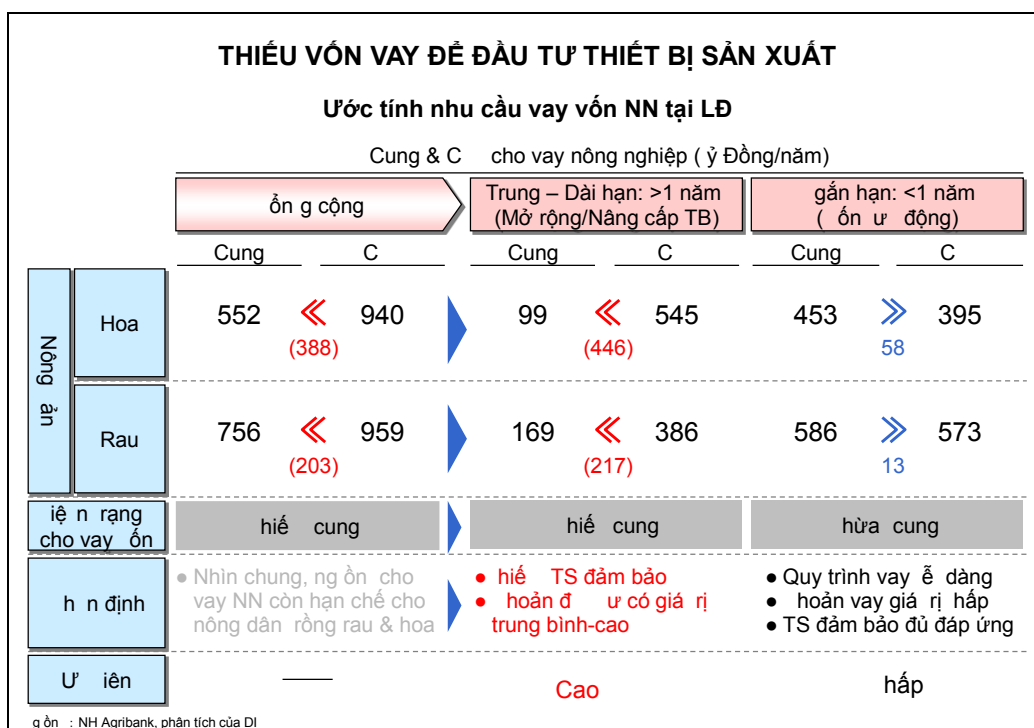 THIẾU VỐN VAY ĐỂ ĐẦU TƯ THIẾT BỊ SẢN XUẤT
Ước tính nhu cầu vay vốn NN tại LĐ
Cung & C cho vay nông nghiệp ( ỷ Đồng/năm)
ổn g cộng
Trung – Dài hạn: >1 năm
(Mở rộng/Nâng cấp TB)
gắn hạn: <1 năm
( ốn ư động)
Cung C Cung C Cung C
Nông ản
Hoa 552 << 940 99 << 545 453 >> 395
(388) (446) 58
Rau 756 << 959 169 << 386 586 >> 573
(203) (217) 13
iệ n rạng
cho vay ốn
hiế cung hiế cung hừa cung
h n định
● Nhìn chung, ng ồn cho
vay NN còn hạn chế cho
nông dân rồng rau & hoa
● hiế TS đảm bảo
● hoản đ ư có giá rị
trung bình-cao
● Quy trình vay ễ dàng
● hoản vay giá rị hấp
● TS đảm bảo đủ đáp ứng
Ư iên Cao hấp
g ồn : NH Agribank, phân tích của DI